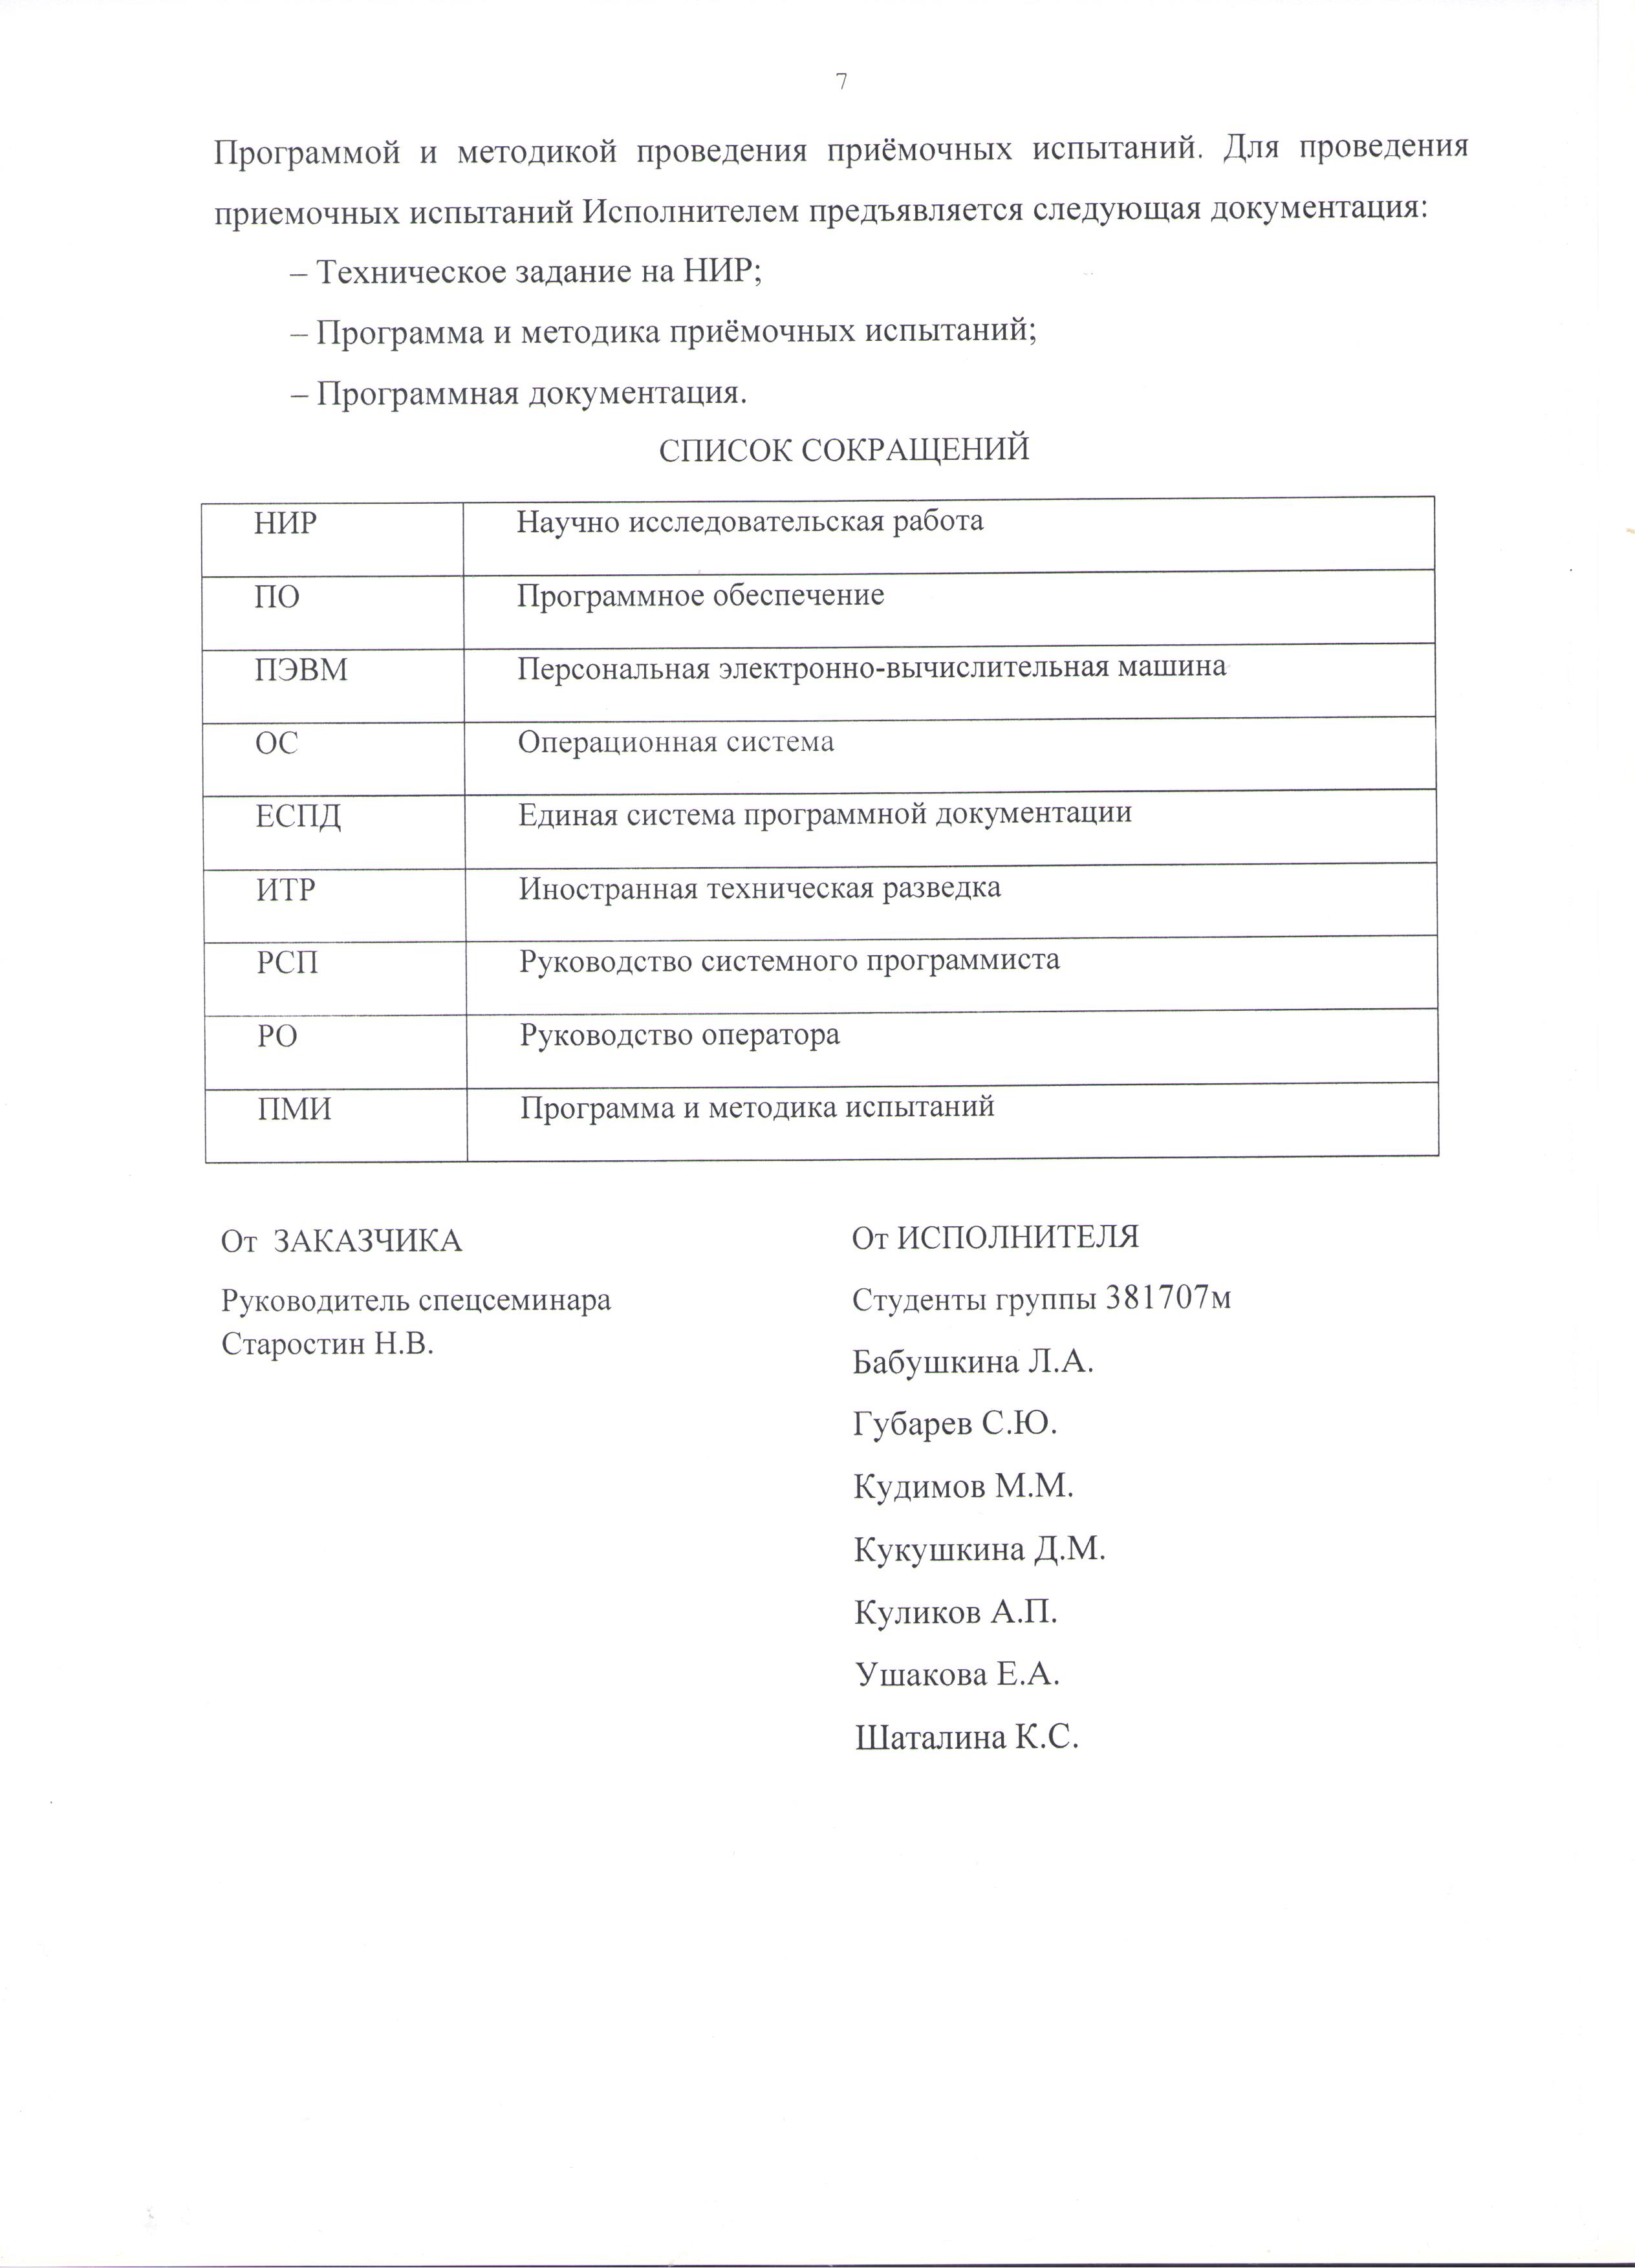 7
Программой и методикой проведения приёмочных испытаний. Для проведения
приемочных испытаний Исполнителем предъявляется следующая документация:
– Техническое задание на НИР;
– Программа и методика приёмочных испытаний;
– Программная документация.
СПИСОК СОКРАЩЕНИЙ
НИР Научно исследовательская работа
ПО Программное обеспечение
ПЭВМ Персональная электронно-вычислительная машина
ОС Операционная система
ЕСПД Единая система программной документации
ИТР Иностранная техническая разведка
РСП Руководство системного программиста
РО Руководство оператора
ПМИ Программа и методика испытаний
От ЗАКАЗЧИКА
Руководитель спецсеминара
Старостин Н.В.
От ИСПОЛНИТЕЛЯ
Студенты группы 381707м
Бабушкина Л.А.
Губарев С.Ю.
Кудимов М.М.
Кукушкина Д.М.
Куликов А.П.
Ушакова Е.А.
Шаталина К.С.